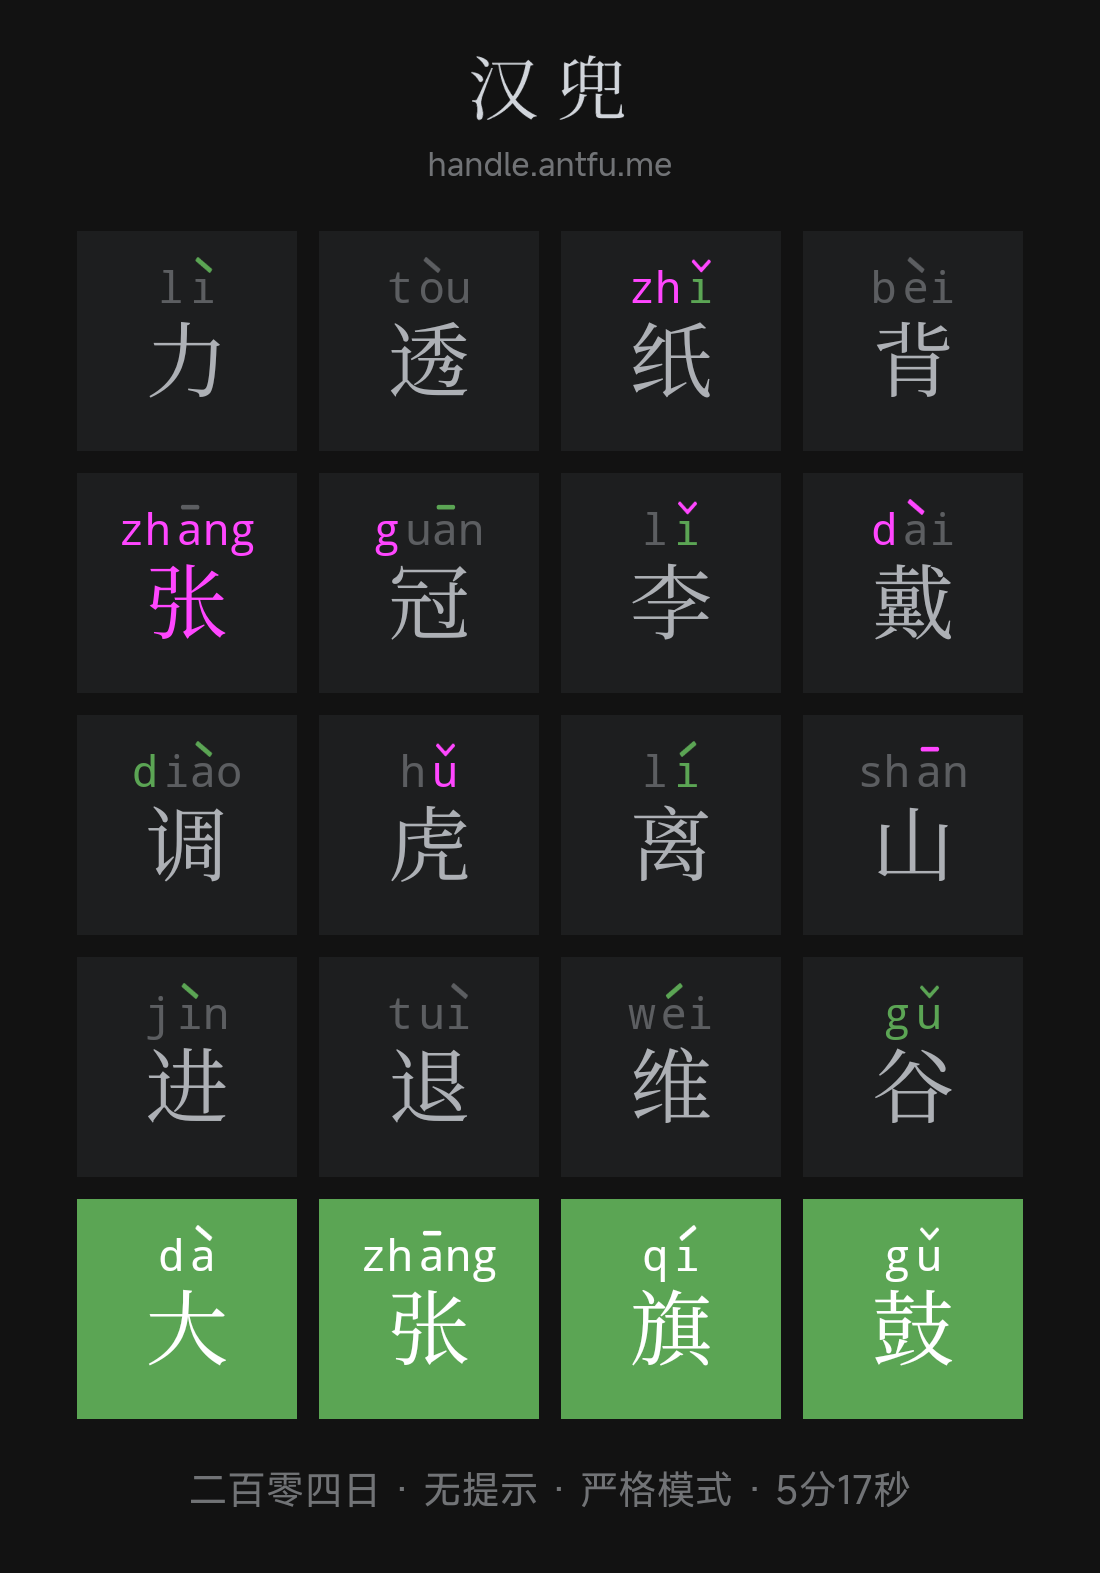 汉兜
handle.antfu.me
lì tòu zhǐ bèi
力 透 纸 背
zhāng guān lǐ dài
张 冠 李 戴
diào hǔ lí shān
调 虎 离 山
jìn tuì wéi gǔ
进 退 维 谷
dà zhāng qí gǔ
大 张 旗 鼓
二百零四日 · 无提示 · 严格模式 · 5分17秒